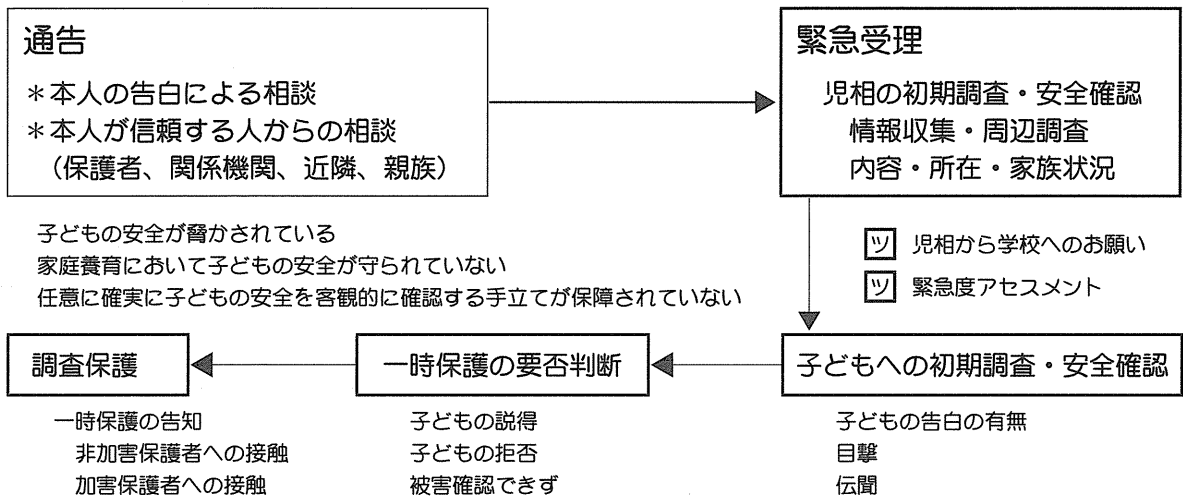 通告
＊本人の告白による相談
＊本人が信頼する人からの相談
（保護者、関係機関、近隣、親族）
緊急受理
児相の初期調査・安全確認
情報収集・周辺調査
内容・所在・家族状況
子どもの安全が脅かされている
家庭養育において子どもの安全が守られていない
任意に確実に子どもの安全を客観的に確認する手立てが保障されていない
ツ 児相から学校へのお願い
ツ 緊急度アセスメント
子どもへの初期調査・安全確認
子どもの告白の有無
目撃
伝聞
一時保護の要否判断
子どもの説得
子どもの拒否
被害確認できず
調査保護
一時保護の告知
非加害保護者への接触
加害保護者への接触